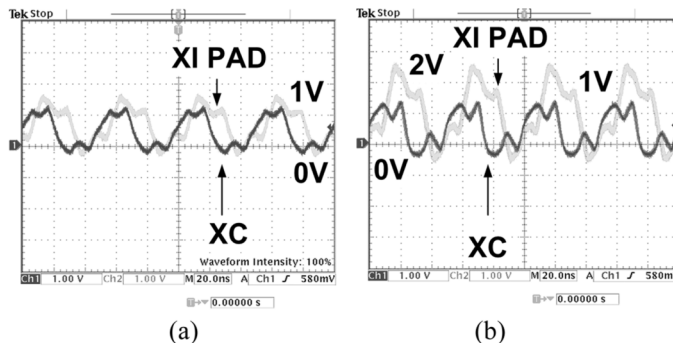 Tek Stop
XI PAD
1V
0V
XC
Waveform Intensity: 100%
Ch1 1.00 V Ch2 1.00 V M 20.0ns A Ch1 580mV
0.00000 s
(a)
Tek Stop
XI PAD
2V
1V
0V
XC
Ch1 1.00 V Ch2 1.00 V M 20.0ns A Ch1 580mV
0.00000 s
(b)